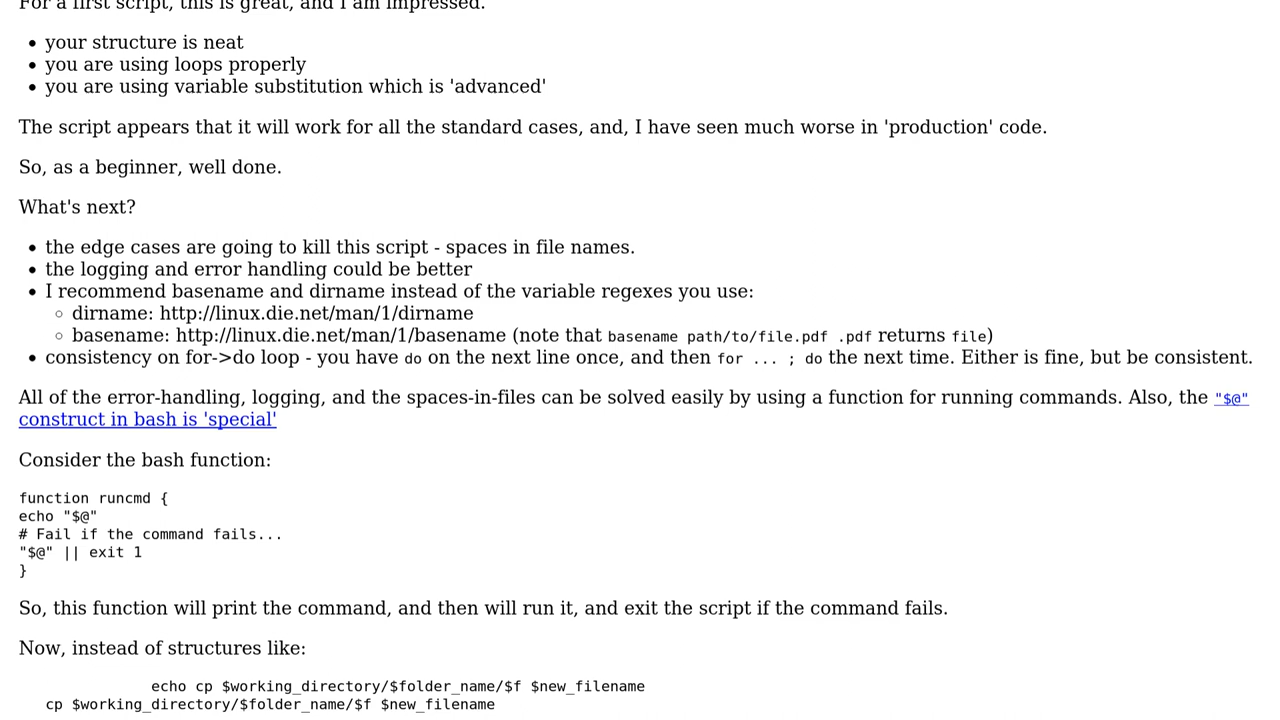 For a first script, this is great, and I am impressed.
• your structure is neat
• you are using loops properly
• you are using variable substitution which is 'advanced'
The script appears that it will work for all the standard cases, and, I have seen much worse in 'production' code.
So, as a beginner, well done.
What's next?
• the edge cases are going to kill this script - spaces in file names.
• the logging and error handling could be better
• I recommend basename and dirname instead of the variable regexes you use:
◦ dirname: http://linux.die.net/man/1/dirname
◦ basename: http://linux.die.net/man/1/basename (note that basename path/to/file.pdf .pdf returns file)
• consistency on for->do loop - you have do on the next line once, and then for ... ; do the next time. Either is fine, but be consistent.
All of the error-handling, logging, and the spaces-in-files can be solved easily by using a function for running commands. Also, the "$@"
construct in bash is 'special'
Consider the bash function:
function runcmd {
echo "$@"
# Fail if the command fails...
"$@" || exit 1
}
So, this function will print the command, and then will run it, and exit the script if the command fails.
Now, instead of structures like:
echo cp $working_directory/$folder_name/$f $new_filename
cp $working_directory/$folder_name/$f $new_filename